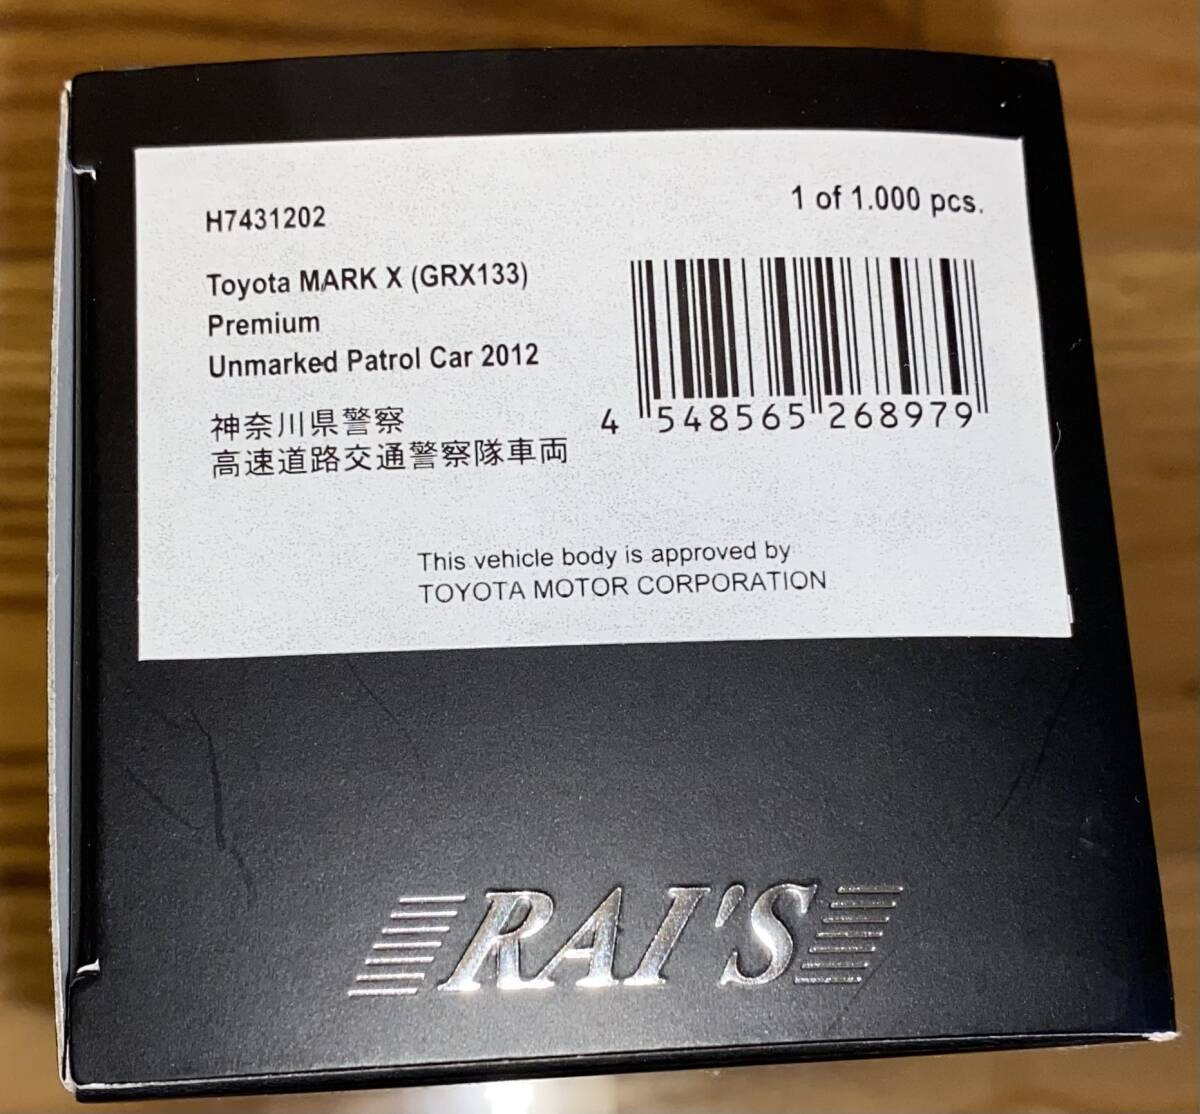 H7431202
1 of 1.000 pcs.
Toyota MARK X (GRX133)
Premium
Unmarked Patrol Car 2012
神奈川県警察
高速道路交通警察隊車両
4 548565 268979
This vehicle body is approved by
TOYOTA MOTOR CORPORATION
RAI'S